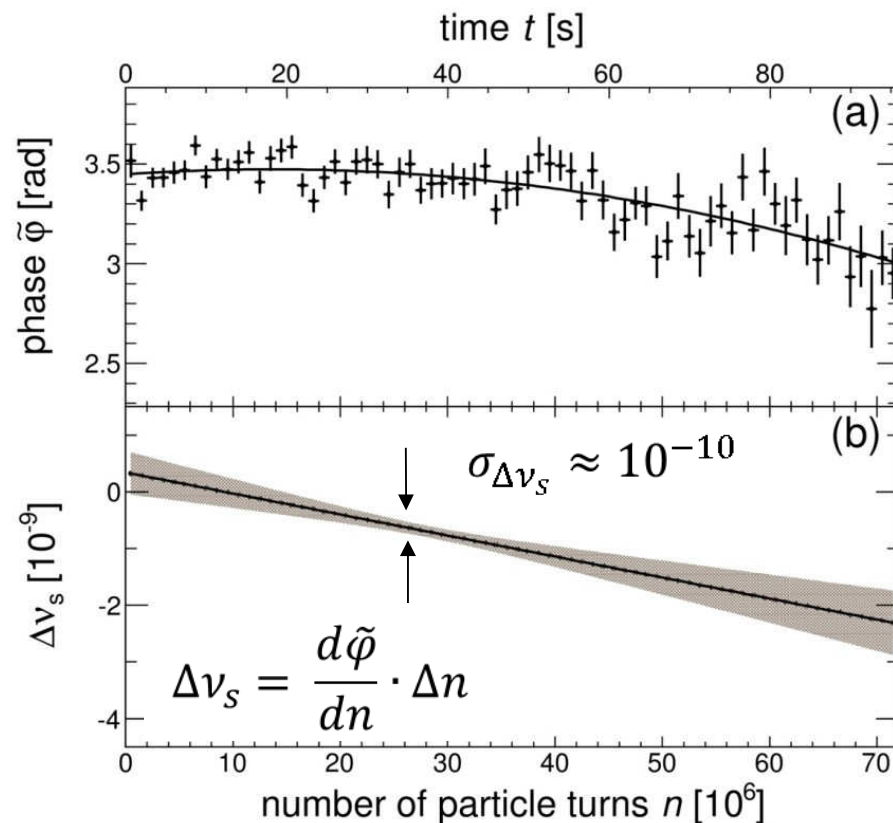 time t [s]
0 20 40 60 80
(a)
phase φ̃ [rad]
3.5
3
2.5
(b)
σ_{Δν_s} ≈ 10^{−10}
Δν_s [10^{-9}]
0
-2
-4
Δν_s = dφ̃/dn · Δn
0 10 20 30 40 50 60 70
number of particle turns n [10^6]